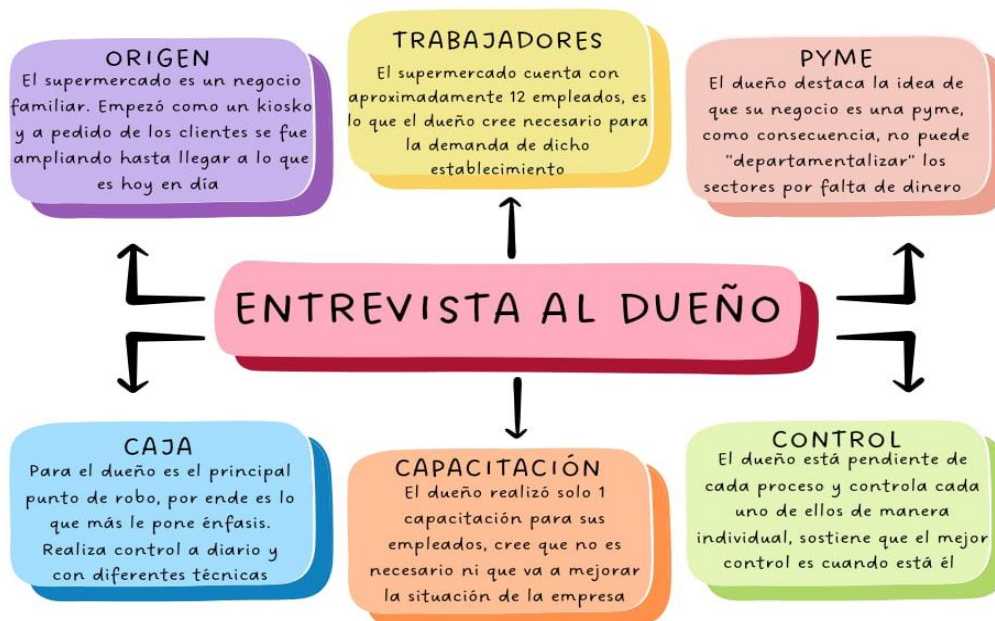 ORIGEN
El supermercado es un negocio
familiar. Empezó como un kiosko
y a pedido de los clientes se fue
ampliando hasta llegar a lo que
es hoy en día
TRABAJADORES
El supermercado cuenta con
aproximadamente 12 empleados, es
lo que el dueño cree necesario para
la demanda de dicho
establecimiento
PYME
El dueño destaca la idea de
que su negocio es una pyme,
como consecuencia, no puede
"departamentalizar" los
sectores por falta de dinero
ENTREVISTA AL DUEÑO
CAJA
Para el dueño es el principal
punto de robo, por ende es lo
que más le pone énfasis.
Realiza control a diario y
con diferentes técnicas
CAPACITACIÓN
El dueño realizó solo 1
capacitación para sus
empleados, cree que no es
necesario ni que va a mejorar
la situación de la empresa
CONTROL
El dueño está pendiente de
cada proceso y controla cada
uno de ellos de manera
individual, sostiene que el mejor
control es cuando está él